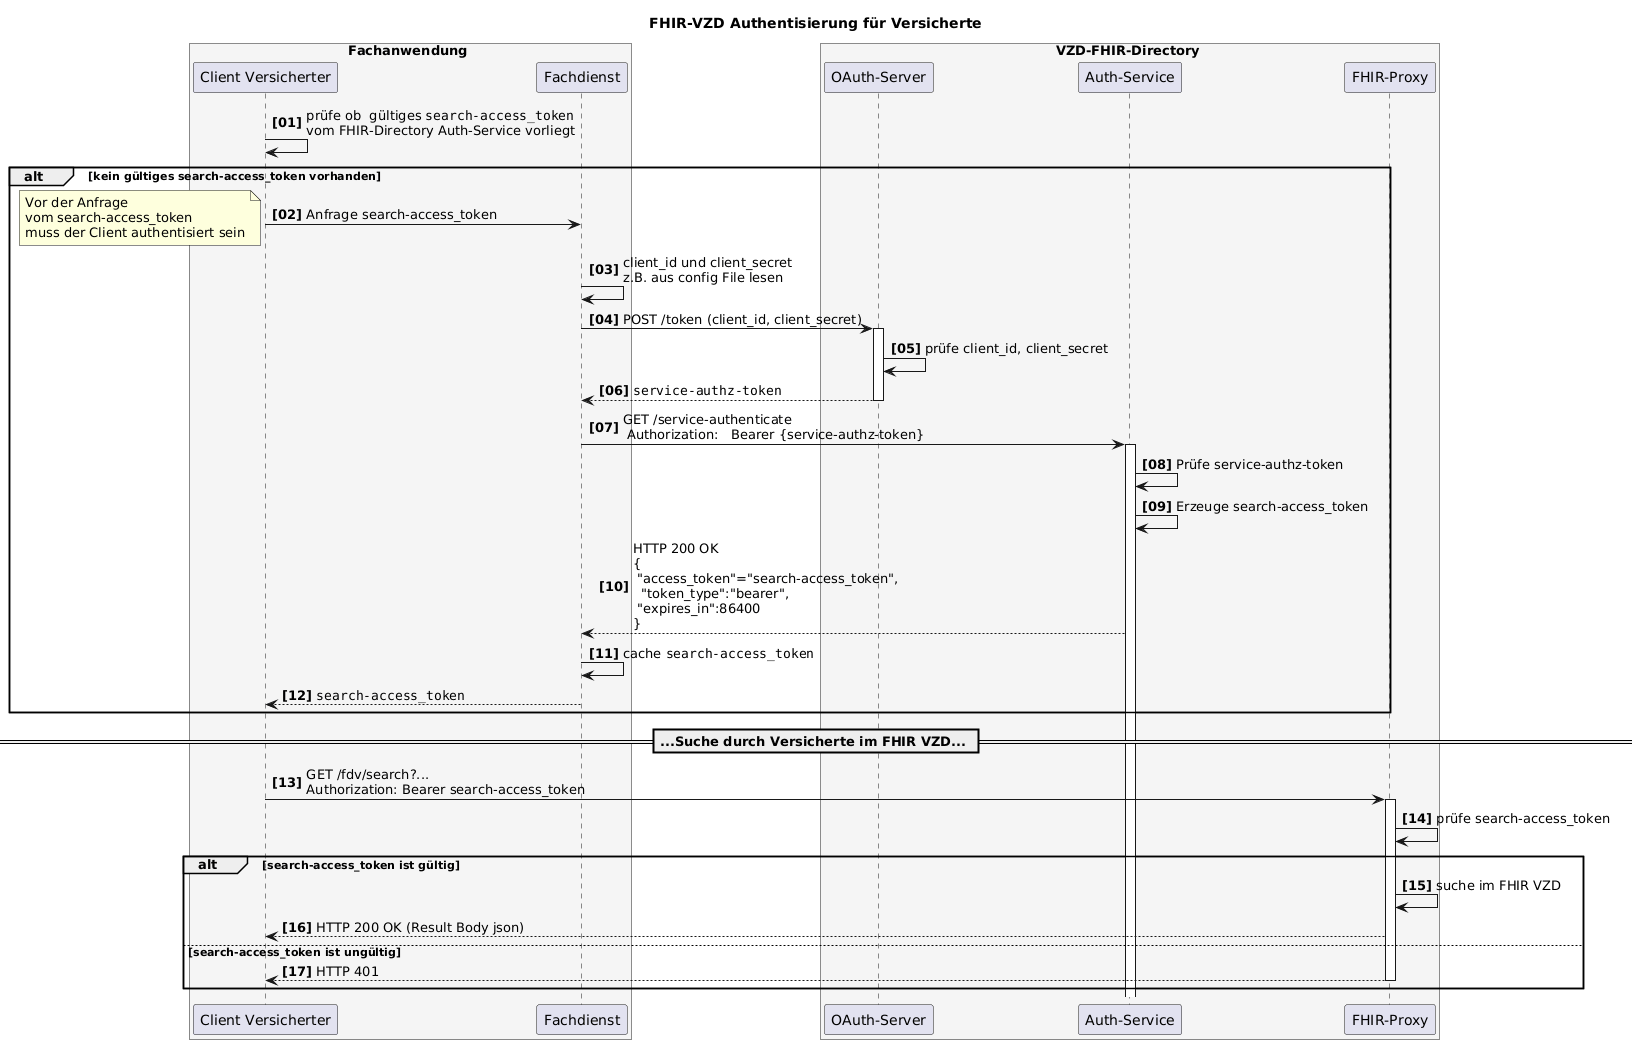 FHIR-VZD Authentisierung für Versicherte
Fachanwendung
VZD-FHIR-Directory
Client Versicherter
Fachdienst
OAuth-Server
Auth-Service
FHIR-Proxy
[01] prüfe ob  gültiges search-access_token
vom FHIR-Directory Auth-Service vorliegt
alt [kein gültiges search-access_token vorhanden]
Vor der Anfrage
vom search-access_token
muss der Client authentisiert sein
[02] Anfrage search-access_token
[03] client_id und client_secret
z.B. aus config File lesen
[04] POST /token (client_id, client_secret)
[05] prüfe client_id, client_secret
[06] service-authz-token
[07] GET /service-authenticate
Authorization:   Bearer {service-authz-token}
[08] Prüfe service-authz-token
[09] Erzeuge search-access_token
[10] HTTP 200 OK
{
"access_token"="search-access_token",
"token_type":"bearer",
"expires_in":86400
}
[11] cache search-access_token
[12] search-access_token
...Suche durch Versicherte im FHIR VZD...
[13] GET /fdv/search?...
Authorization: Bearer search-access_token
[14] prüfe search-access_token
alt [search-access_token ist gültig]
[15] suche im FHIR VZD
[16] HTTP 200 OK (Result Body json)
[search-access_token ist ungültig]
[17] HTTP 401
Client Versicherter
Fachdienst
OAuth-Server
Auth-Service
FHIR-Proxy